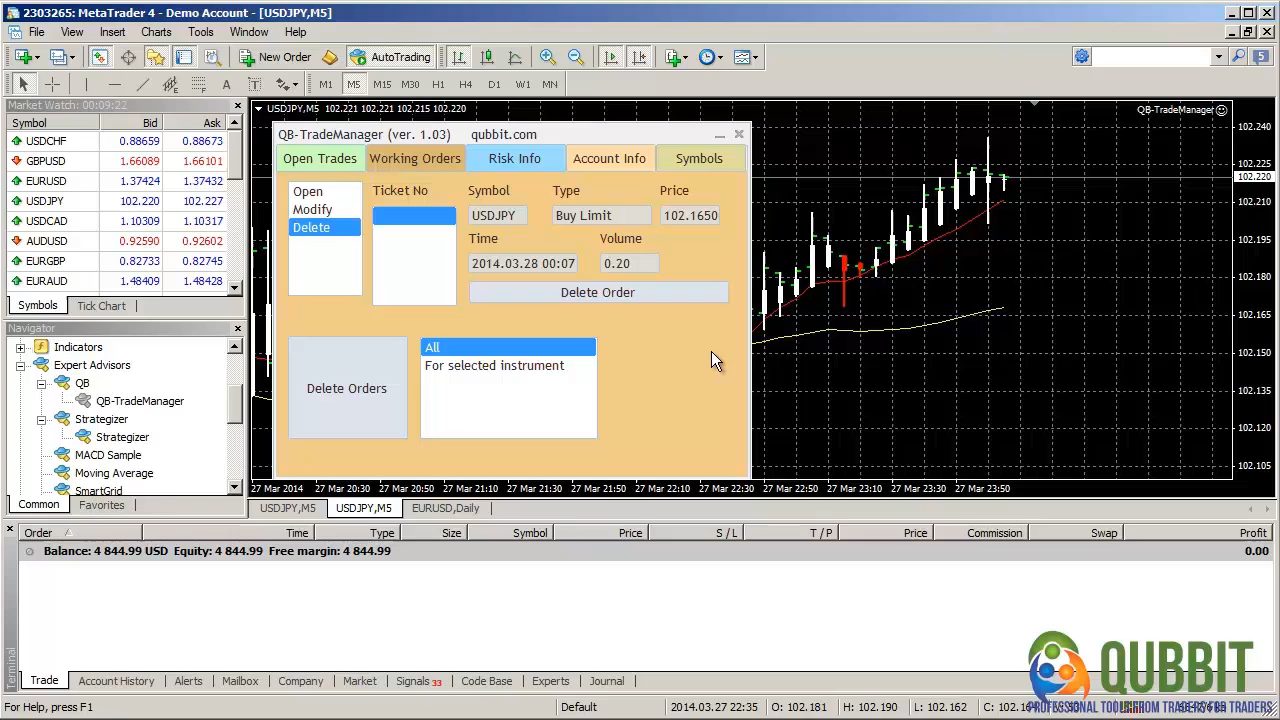 2303265: MetaTrader 4 - Demo Account - [USDJPY,M5]
File View Insert Charts Tools Window Help
New Order AutoTrading 5
A T M1 M5 M15 M30 H1 H4 D1 W1 MN
Market Watch: 00:09:22
Symbol Bid Ask
USDCHF 0.88659 0.88673
GBPUSD 1.66089 1.66101
EURUSD 1.37424 1.37432
USDJPY 102.220 102.227
USDCAD 1.10309 1.10317
AUDUSD 0.92590 0.92602
EURGBP 0.82733 0.82745
EURAUD 1.48409 1.48428
Symbols Tick Chart
Navigator
Indicators
Expert Advisors
QB
QB-TradeManager
Strategizer
Strategizer
MACD Sample
Moving Average
SmartGrid
Common Favorites
USDJPY,M5 102.221 102.221 102.215 102.220
QB-TradeManager
QB-TradeManager (ver. 1.03) qubbit.com
Open Trades Working Orders Risk Info Account Info Symbols
Open
Modify
Delete
Ticket No Symbol Type Price
USDJPY Buy Limit 102.1650
Time Volume
2014.03.28 00:07 0.20
Delete Order
Delete Orders
All
For selected instrument
102.240
102.225
102.220
102.210
102.195
102.180
102.165
102.150
102.135
102.120
102.105
27 Mar 2014 27 Mar 20:30 27 Mar 20:50 27 Mar 21:10 27 Mar 21:30 27 Mar 21:50 27 Mar 22:10 27 Mar 22:30 27 Mar 22:50 27 Mar 23:10 27 Mar 23:30 27 Mar 23:50
USDJPY,M5 USDJPY,M5 EURUSD,Daily
Order Time Type Size Symbol Price S / L T / P Price Commission Swap Profit
Balance: 4 844.99 USD Equity: 4 844.99 Free margin: 4 844.99 0.00
Terminal
Trade Account History Alerts Mailbox Company Market Signals 33 Code Base Experts Journal
QUBBIT
PROFESSIONAL TOOLS FROM TRADERS FOR TRADERS
For Help, press F1 Default 2014.03.27 22:35 O: 102.181 H: 102.190 L: 102.162